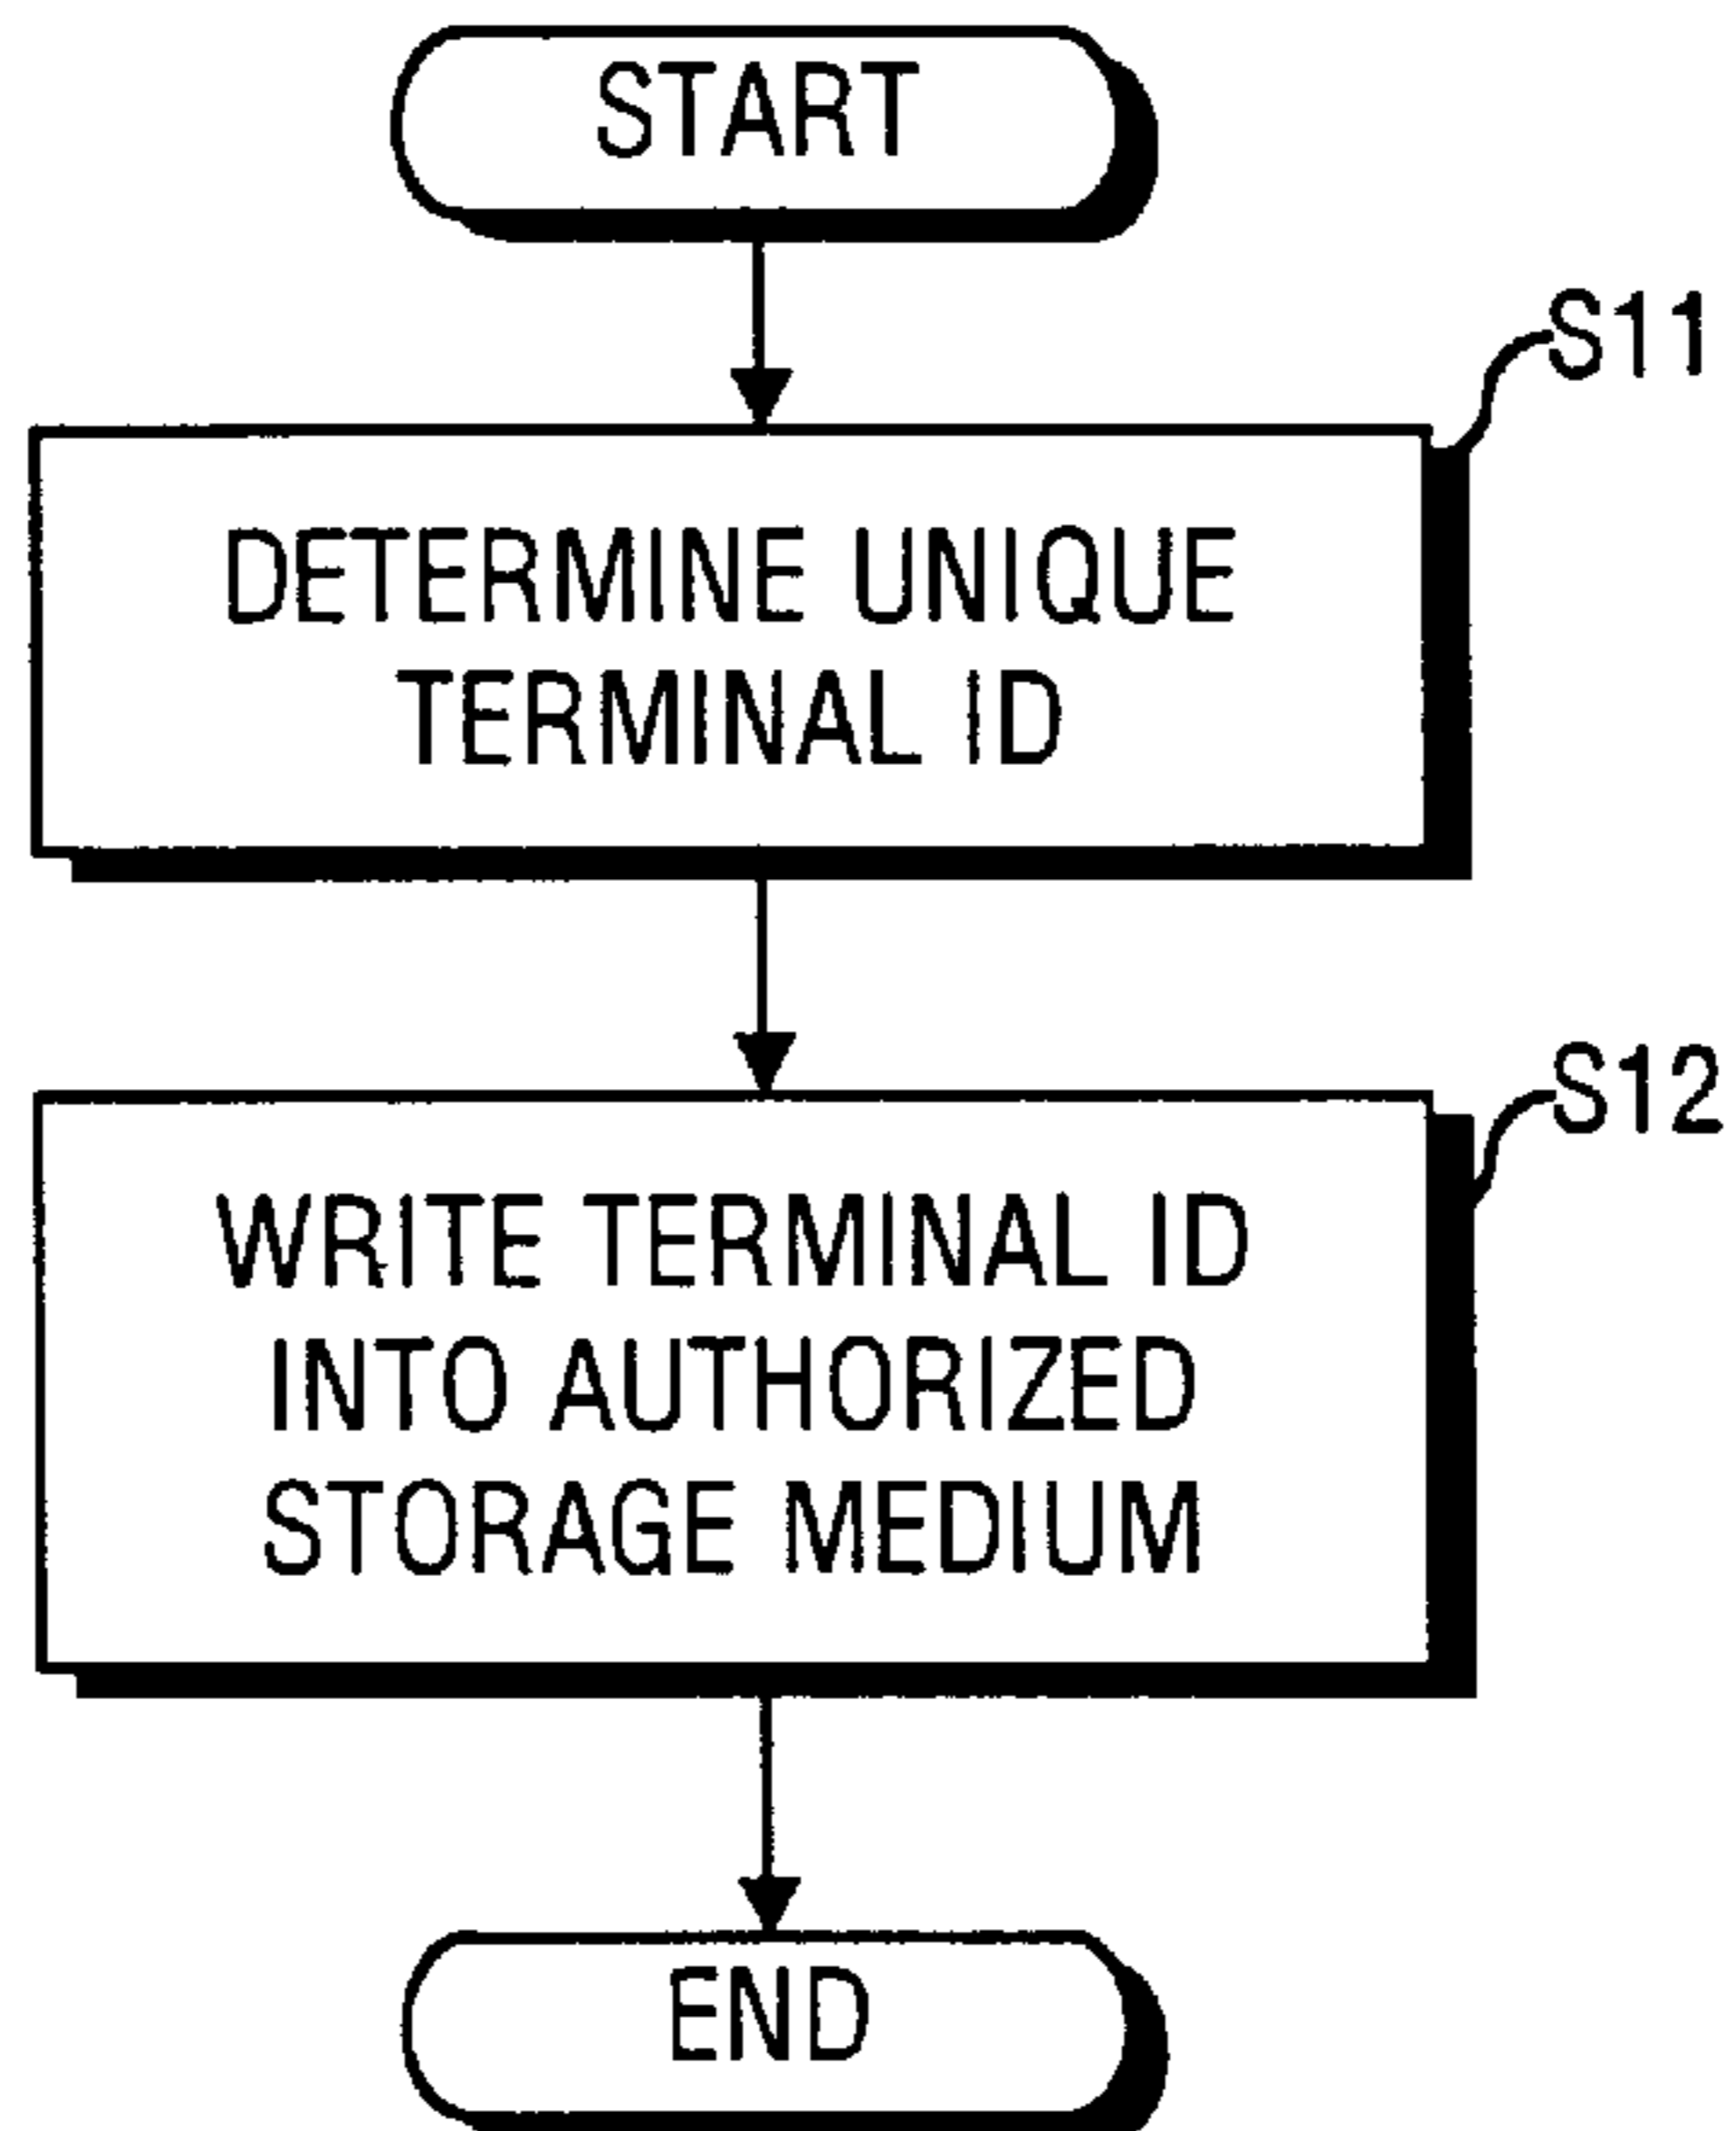 START
S11
DETERMINE UNIQUE
TERMINAL ID
S12
WRITE TERMINAL ID
INTO AUTHORIZED
STORAGE MEDIUM
END